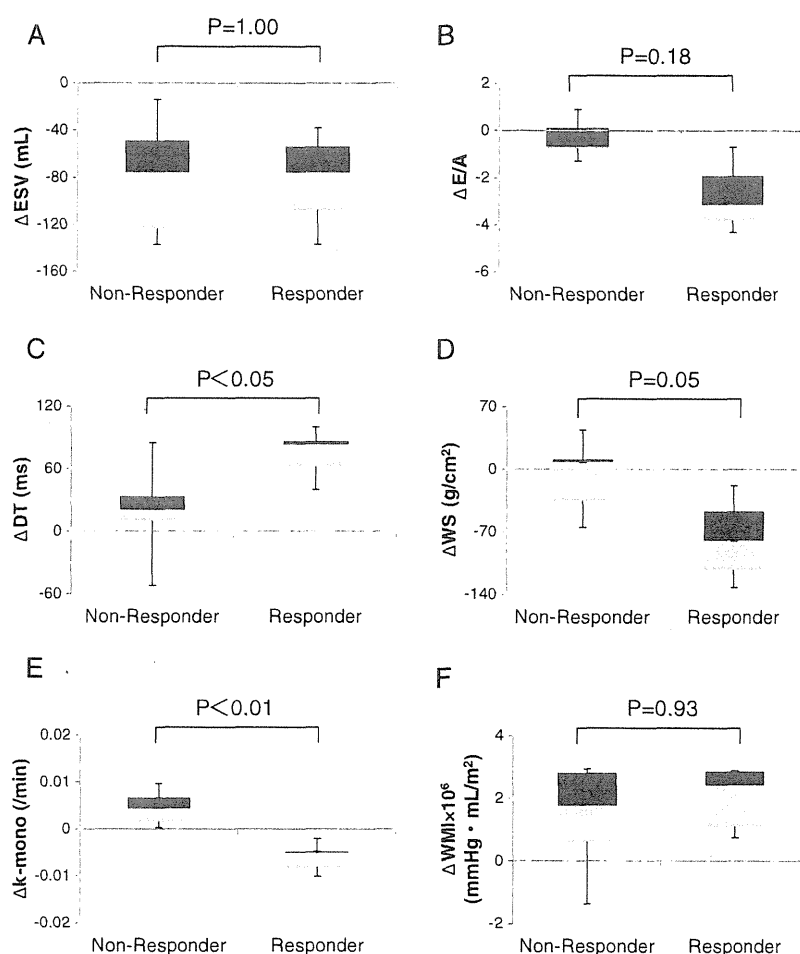 A
P=1.00
ΔESV (mL)
0
-40
-80
-120
-160
Non-Responder Responder
B
P=0.18
ΔE/A
2
0
-2
-4
-6
Non-Responder Responder
C
P<0.05
ΔDT (ms)
120
60
0
-60
Non-Responder Responder
D
P=0.05
ΔWS (g/cm²)
70
0
-70
-140
Non-Responder Responder
E
P<0.01
Δk-mono (/min)
0.02
0.01
0
-0.01
-0.02
Non-Responder Responder
F
P=0.93
ΔWMI×10⁶
(mmHg・mL/m²)
4
2
0
-2
Non-Responder Responder